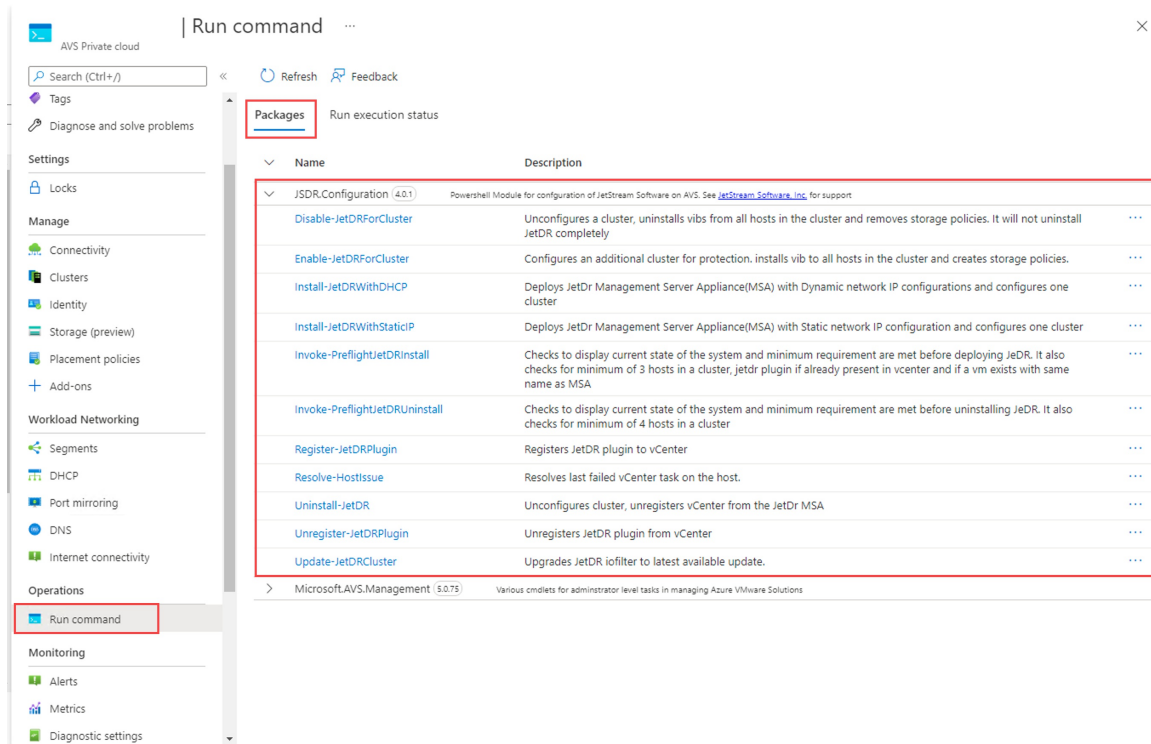 | Run command ...
AVS Private cloud
Search (Ctrl+/)
«
Refresh
Feedback
Tags
Diagnose and solve problems
Settings
Locks
Manage
Connectivity
Clusters
Identity
Storage (preview)
Placement policies
Add-ons
Workload Networking
Segments
DHCP
Port mirroring
DNS
Internet connectivity
Operations
Run command
Monitoring
Alerts
Metrics
Diagnostic settings
Packages
Run execution status
Name Description
JSDR.Configuration 4.0.1 Powershell Module for configuration of JetStream Software on AVS. See JetStream Software, Inc. for support
Disable-JetDRForCluster Unconfigures a cluster, uninstalls vibs from all hosts in the cluster and removes storage policies. It will not uninstall
JetDR completely
Enable-JetDRForCluster Configures an additional cluster for protection. installs vib to all hosts in the cluster and creates storage policies.
Install-JetDRWithDHCP Deploys JetDr Management Server Appliance(MSA) with Dynamic network IP configurations and configures one
cluster
Install-JetDRWithStaticIP Deploys JetDr Management Server Appliance(MSA) with Static network IP configuration and configures one cluster
Invoke-PreflightJetDRInstall Checks to display current state of the system and minimum requirement are met before deploying JeDR. It also
checks for minimum of 3 hosts in a cluster, jetdr plugin if already present in vcenter and if a vm exists with same
name as MSA
Invoke-PreflightJetDRUninstall Checks to display current state of the system and minimum requirement are met before uninstalling JeDR. It also
checks for minimum of 4 hosts in a cluster
Register-JetDRPlugin Registers JetDR plugin to vCenter
Resolve-HostIssue Resolves last failed vCenter task on the host.
Uninstall-JetDR Unconfigures cluster, unregisters vCenter from the JetDr MSA
Unregister-JetDRPlugin Unregisters JetDR plugin from vCenter
Update-JetDRCluster Upgrades JetDR iofilter to latest available update.
Microsoft.AVS.Management 5.0.75 Various cmdlets for adminstrator level tasks in managing Azure VMware Solutions